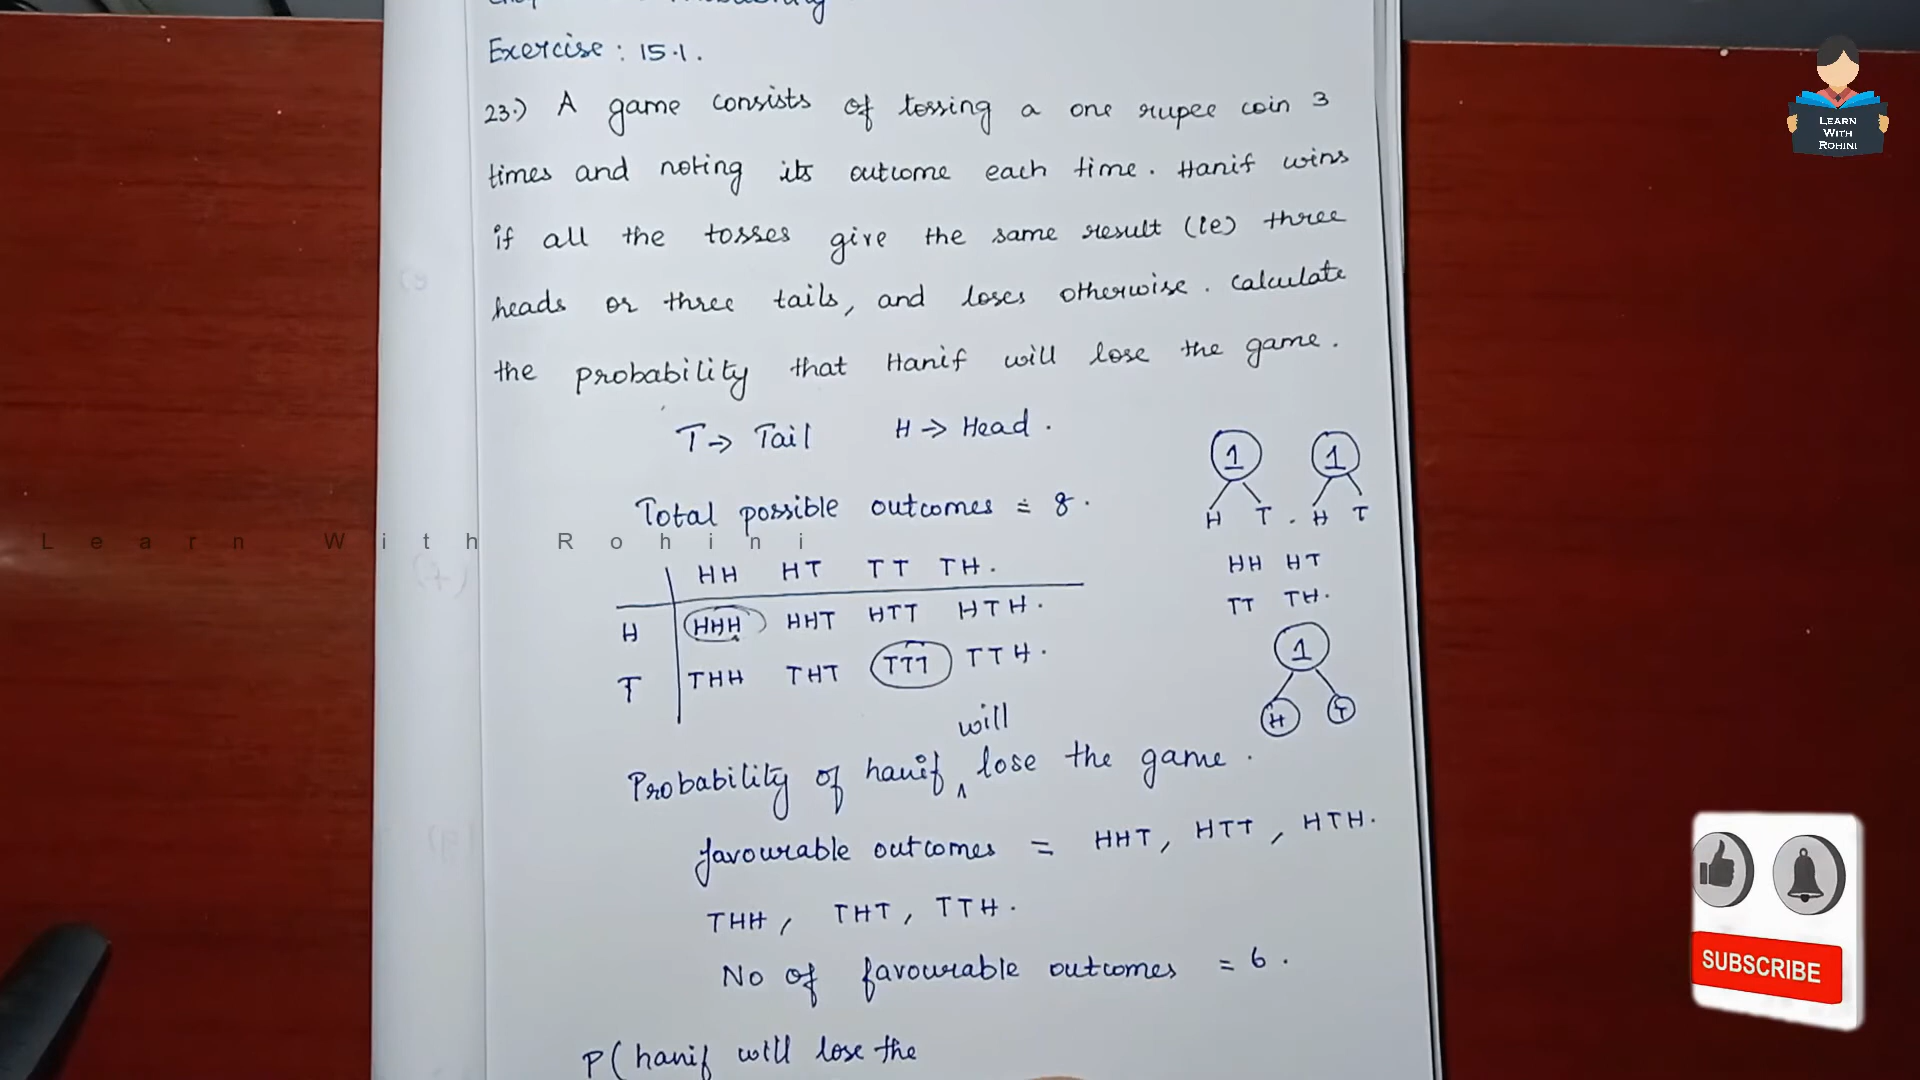 Exercise : 15.1.
23.) A game consists of tossing a one rupee coin 3
times and noting its outcome each time. Hanif wins
if all the tosses give the same result (ie) three
heads or three tails, and loses otherwise. calculate
the probability that Hanif will lose the game.
T → Tail H → Head.
Total possible outcomes = 8.
HH HT TT TH.
H HHH HHT HTT HTH.
T THH THT TTT TTH.
1 1
H T . H T
HH HT
TT TH.
1
H T
will
Probability of hanif ^ lose the game.
favourable outcomes = HHT, HTT, HTH.
THH, THT, TTH.
No of favourable outcomes = 6.
P(hanif will lose the
Learn With Rohini
LEARN
WITH
ROHINI
SUBSCRIBE